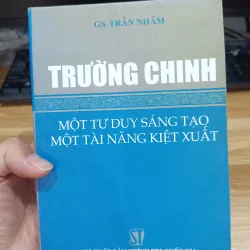 GS. TRẦN NHÂM
TRƯỜNG CHINH
MỘT TƯ DUY SÁNG TẠO
MỘT TÀI NĂNG KIỆT XUẤT